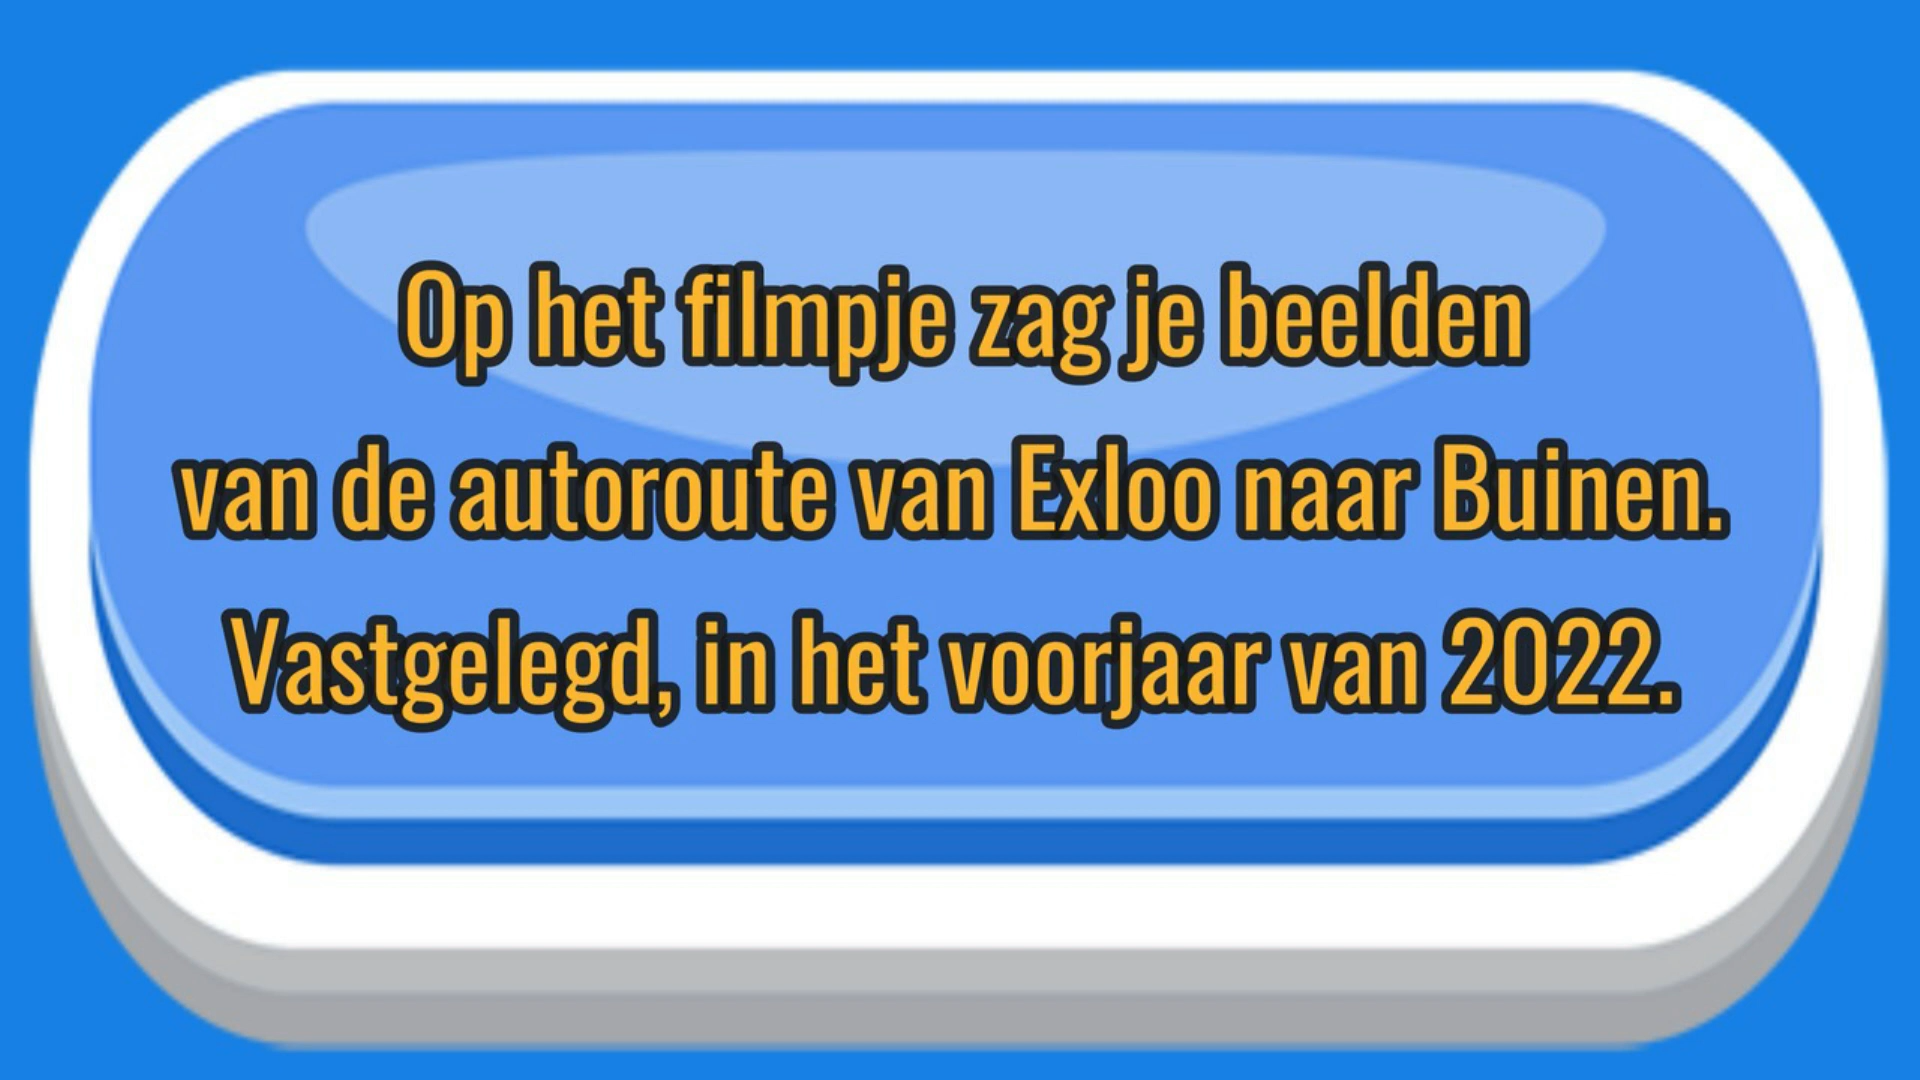 Op het filmpje zag je beelden
van de autoroute van Exloo naar Buinen.
Vastgelegd, in het voorjaar van 2022.